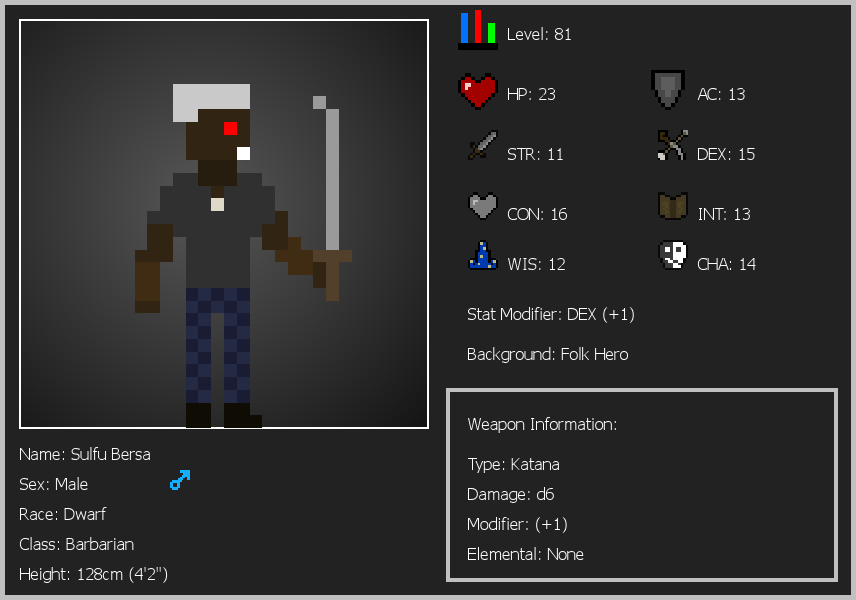 Level: 81
HP: 23
AC: 13
STR: 11
DEX: 15
CON: 16
INT: 13
WIS: 12
CHA: 14
Stat Modifier: DEX (+1)
Background: Folk Hero
Weapon Information:
Type: Katana
Damage: d6
Modifier: (+1)
Elemental: None
Name: Sulfu Bersa
Sex: Male
Race: Dwarf
Class: Barbarian
Height: 128cm (4'2")